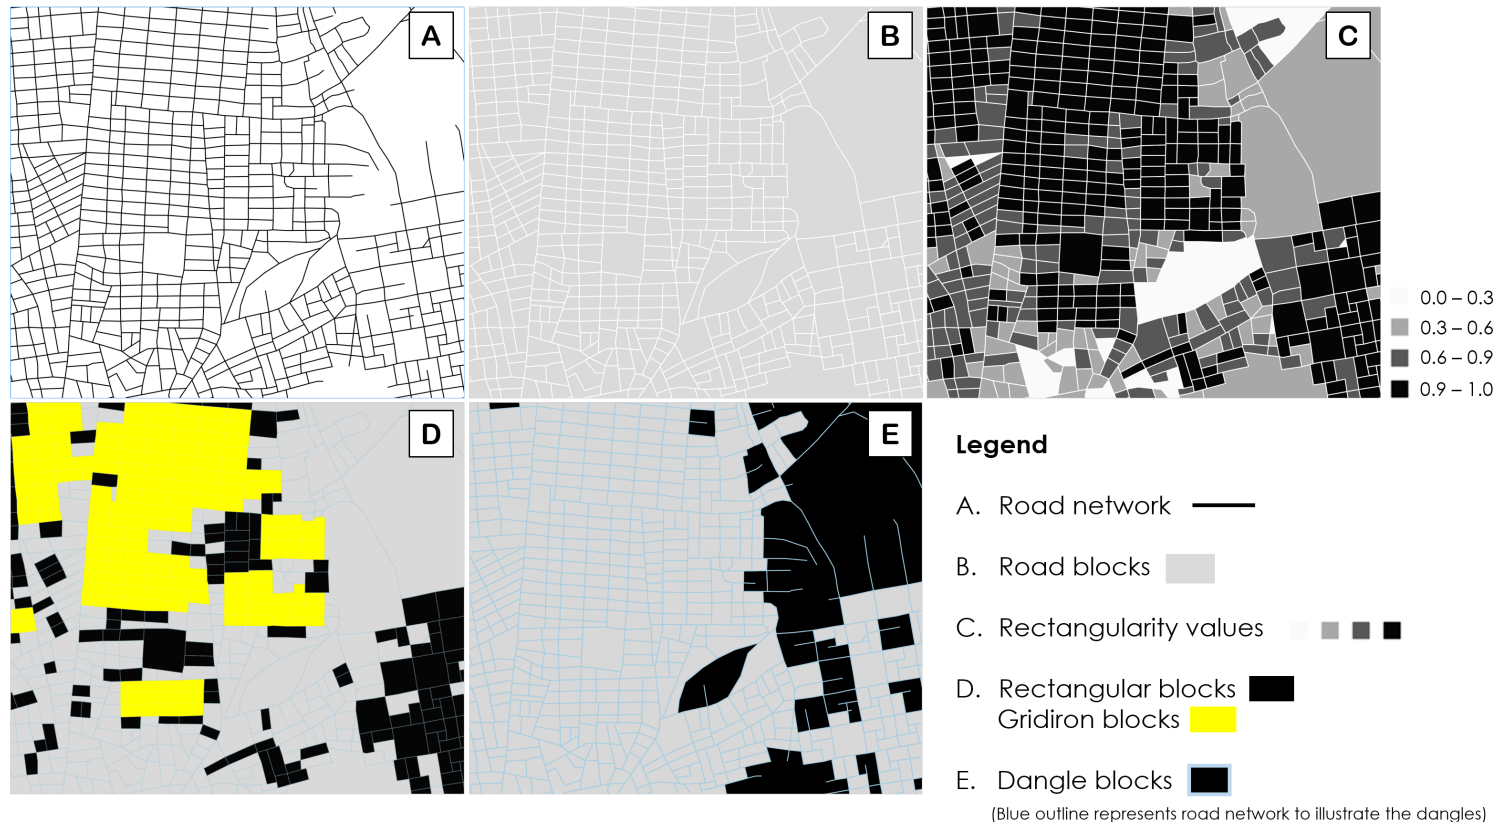 A
B
C
0.0 – 0.3
0.3 – 0.6
0.6 – 0.9
0.9 – 1.0
D
E
Legend
A. Road network
B. Road blocks
C. Rectangularity values
D. Rectangular blocks
Gridiron blocks
E. Dangle blocks
(Blue outline represents road network to illustrate the dangles)